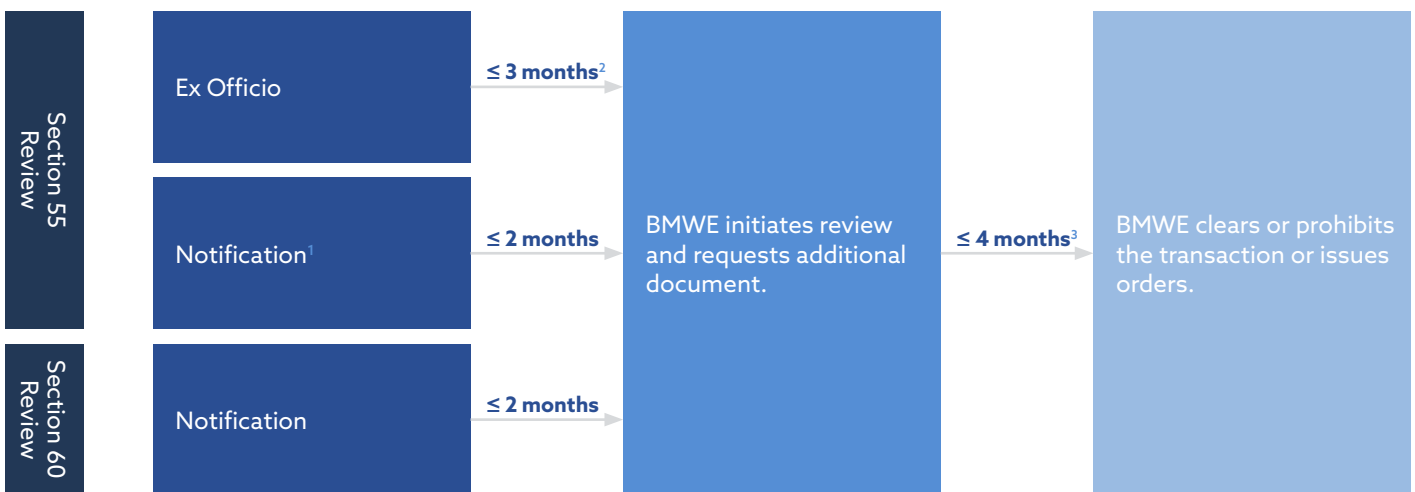 Section 55
Review
Ex Officio
≤ 3 months²
Notification¹
≤ 2 months
Section 60
Review
Notification
≤ 2 months
BMWE initiates review
and requests additional
document.
≤ 4 months³
BMWE clears or prohibits
the transaction or issues
orders.